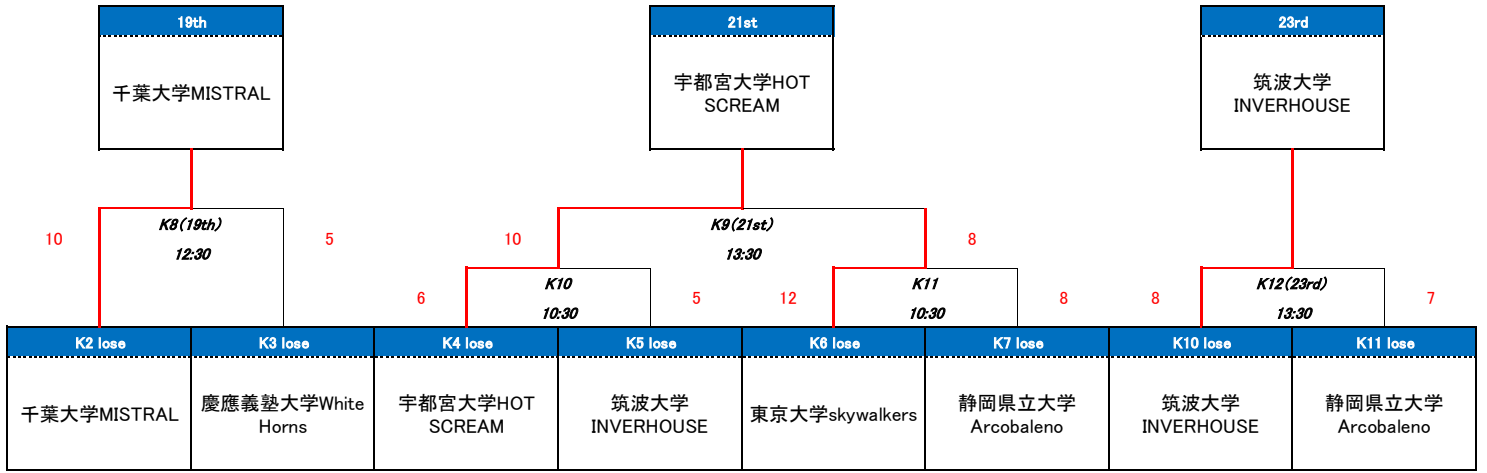 19th
21st
23rd
千葉大学MISTRAL
宇都宮大学HOT
SCREAM
筑波大学
INVERHOUSE
10
K8(19th)
12:30
5
10
K9(21st)
13:30
8
6
K10
10:30
5
12
K11
10:30
8
8
K12(23rd)
13:30
7
K2 lose
K3 lose
K4 lose
K5 lose
K6 lose
K7 lose
K10 lose
K11 lose
千葉大学MISTRAL
慶應義塾大学White
Horns
宇都宮大学HOT
SCREAM
筑波大学
INVERHOUSE
東京大学skywalkers
静岡県立大学
Arcobaleno
筑波大学
INVERHOUSE
静岡県立大学
Arcobaleno